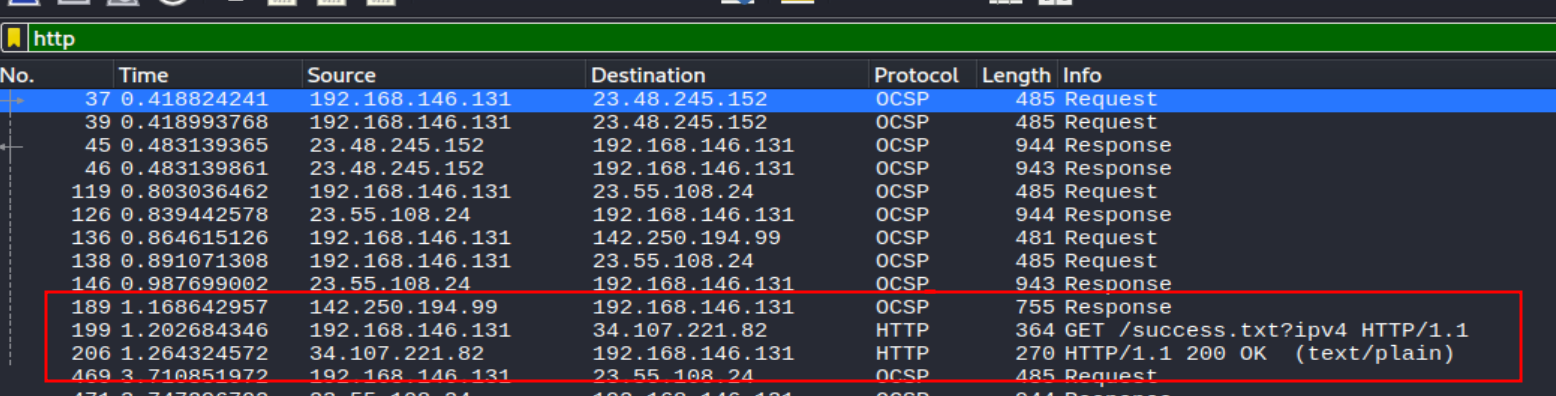 http
No. Time Source Destination Protocol Length Info
37 0.418824241 192.168.146.131 23.48.245.152 OCSP 485 Request
39 0.418993768 192.168.146.131 23.48.245.152 OCSP 485 Request
45 0.483139365 23.48.245.152 192.168.146.131 OCSP 944 Response
46 0.483139861 23.48.245.152 192.168.146.131 OCSP 943 Response
119 0.803036462 192.168.146.131 23.55.108.24 OCSP 485 Request
126 0.839442578 23.55.108.24 192.168.146.131 OCSP 944 Response
136 0.864615126 192.168.146.131 142.250.194.99 OCSP 481 Request
138 0.891071308 192.168.146.131 23.55.108.24 OCSP 485 Request
146 0.987699002 23.55.108.24 192.168.146.131 OCSP 943 Response
189 1.168642957 142.250.194.99 192.168.146.131 OCSP 755 Response
199 1.202684346 192.168.146.131 34.107.221.82 HTTP 364 GET /success.txt?ipv4 HTTP/1.1
206 1.264324572 34.107.221.82 192.168.146.131 HTTP 270 HTTP/1.1 200 OK (text/plain)
469 3.710851972 192.168.146.131 23.55.108.24 OCSP 485 Request